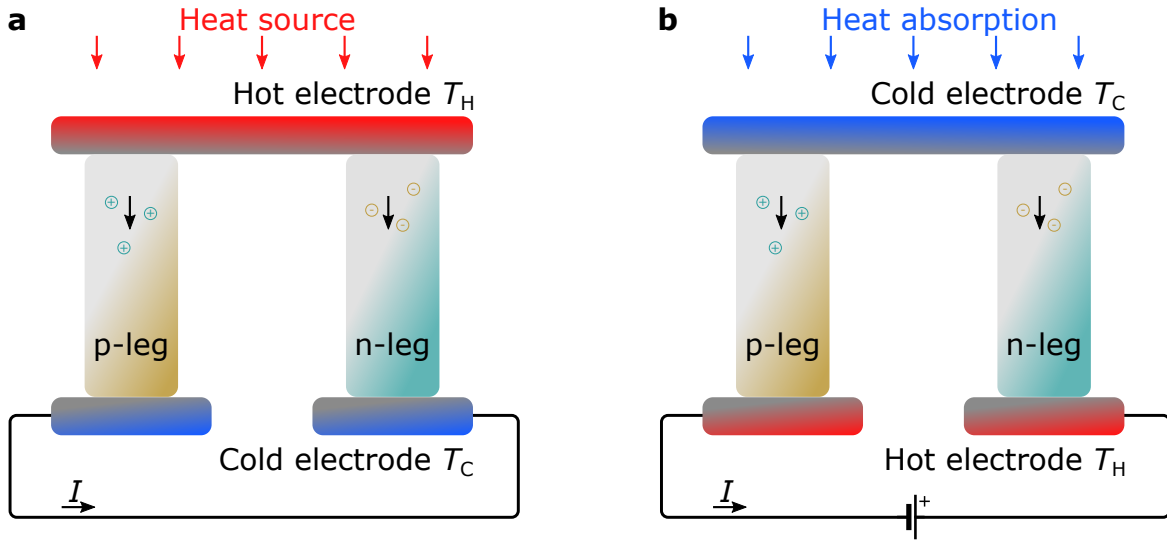 a
Heat source
Hot electrode T_H
+
+
+
-
-
-
p-leg
n-leg
Cold electrode T_C
I
b
Heat absorption
Cold electrode T_C
+
+
+
-
-
-
p-leg
n-leg
Hot electrode T_H
I
+